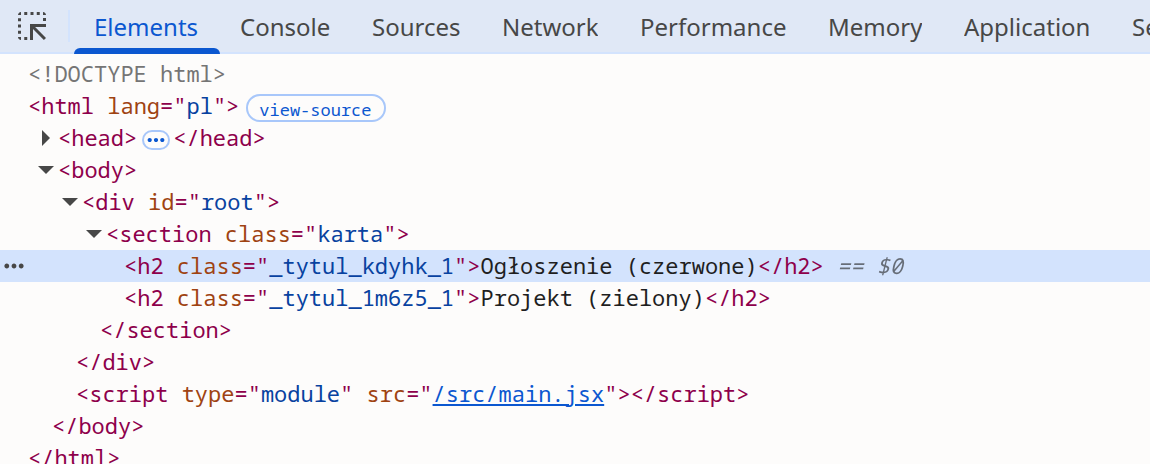 Elements Console Sources Network Performance Memory Application
<!DOCTYPE html>
<html lang="pl"> view-source
<head> ••• </head>
<body>
<div id="root">
<section class="karta">
••• <h2 class="_tytul_kdyhk_1">Ogłoszenie (czerwone)</h2> == $0
<h2 class="_tytul_1m6z5_1">Projekt (zielony)</h2>
</section>
</div>
<script type="module" src="/src/main.jsx"></script>
</body>
</html>